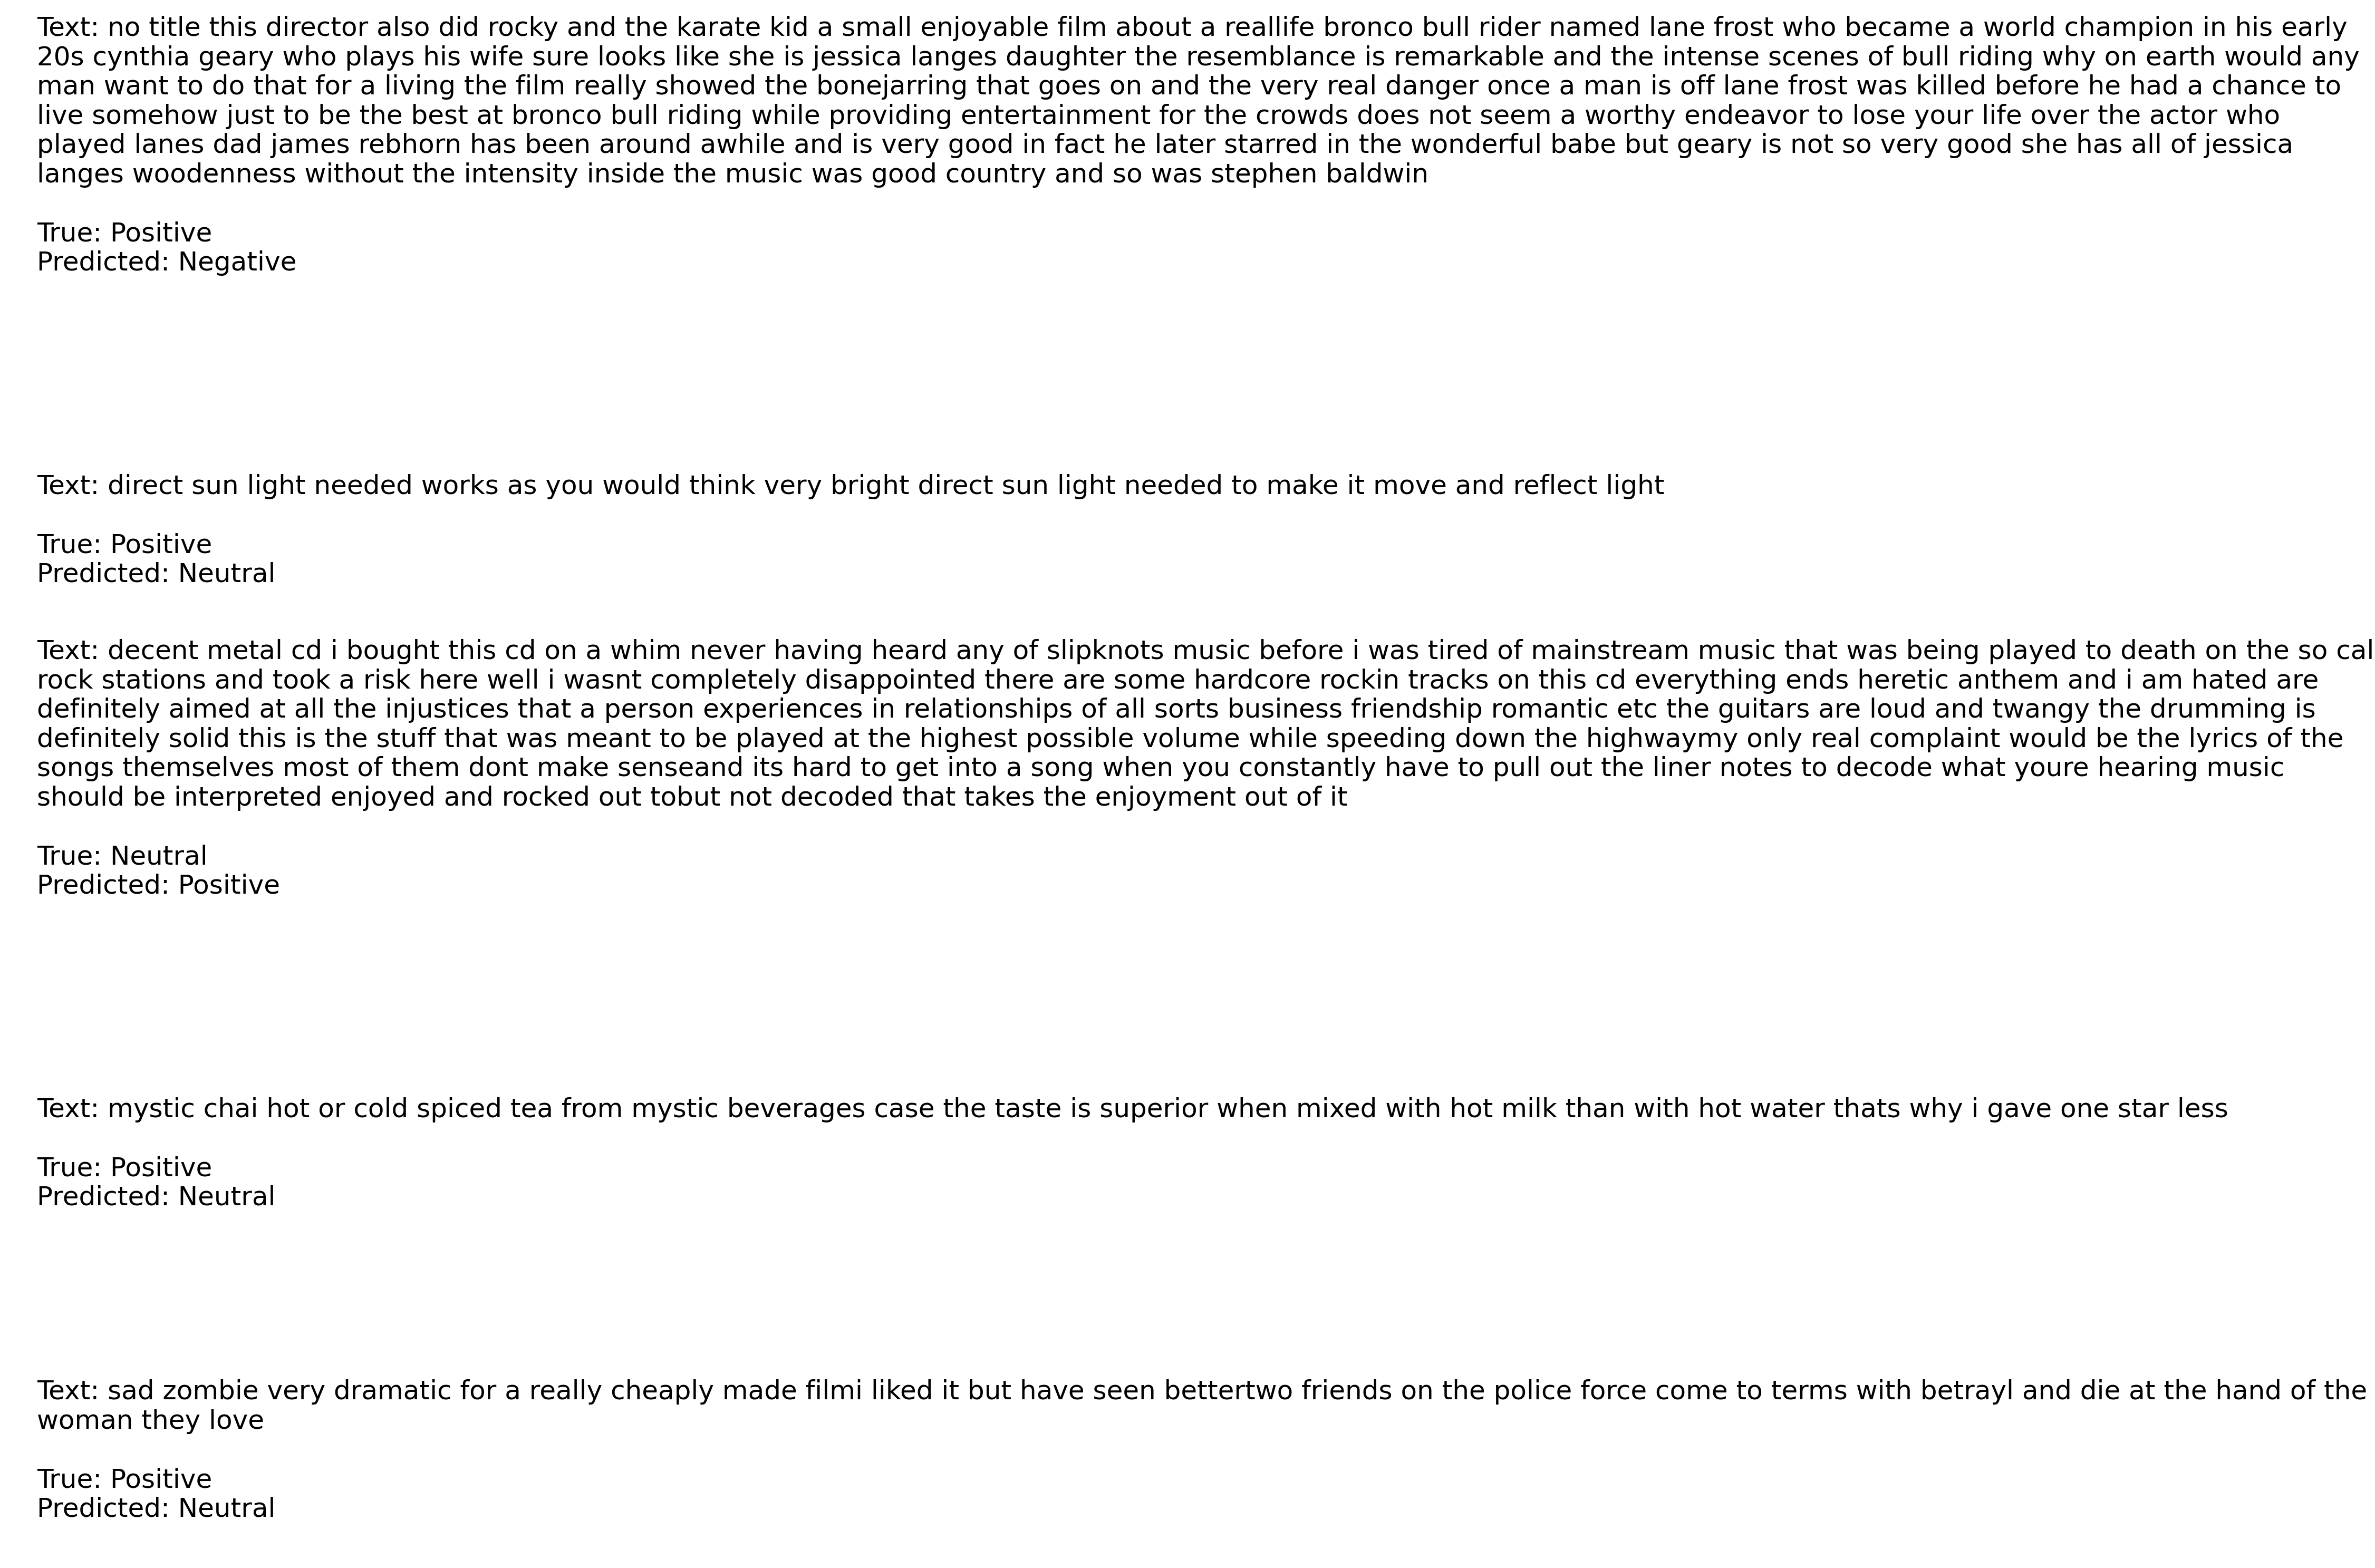 Text: no title this director also did rocky and the karate kid a small enjoyable film about a reallife bronco bull rider named lane frost who became a world champion in his early
20s cynthia geary who plays his wife sure looks like she is jessica langes daughter the resemblance is remarkable and the intense scenes of bull riding why on earth would any
man want to do that for a living the film really showed the bonejarring that goes on and the very real danger once a man is off lane frost was killed before he had a chance to
live somehow just to be the best at bronco bull riding while providing entertainment for the crowds does not seem a worthy endeavor to lose your life over the actor who
played lanes dad james rebhorn has been around awhile and is very good in fact he later starred in the wonderful babe but geary is not so very good she has all of jessica
langes woodenness without the intensity inside the music was good country and so was stephen baldwin
True: Positive
Predicted: Negative
Text: direct sun light needed works as you would think very bright direct sun light needed to make it move and reflect light
True: Positive
Predicted: Neutral
Text: decent metal cd i bought this cd on a whim never having heard any of slipknots music before i was tired of mainstream music that was being played to death on the so cal
rock stations and took a risk here well i wasnt completely disappointed there are some hardcore rockin tracks on this cd everything ends heretic anthem and i am hated are
definitely aimed at all the injustices that a person experiences in relationships of all sorts business friendship romantic etc the guitars are loud and twangy the drumming is
definitely solid this is the stuff that was meant to be played at the highest possible volume while speeding down the highwaymy only real complaint would be the lyrics of the
songs themselves most of them dont make senseand its hard to get into a song when you constantly have to pull out the liner notes to decode what youre hearing music
should be interpreted enjoyed and rocked out tobut not decoded that takes the enjoyment out of it
True: Neutral
Predicted: Positive
Text: mystic chai hot or cold spiced tea from mystic beverages case the taste is superior when mixed with hot milk than with hot water thats why i gave one star less
True: Positive
Predicted: Neutral
Text: sad zombie very dramatic for a really cheaply made filmi liked it but have seen bettertwo friends on the police force come to terms with betrayl and die at the hand of the
woman they love
True: Positive
Predicted: Neutral